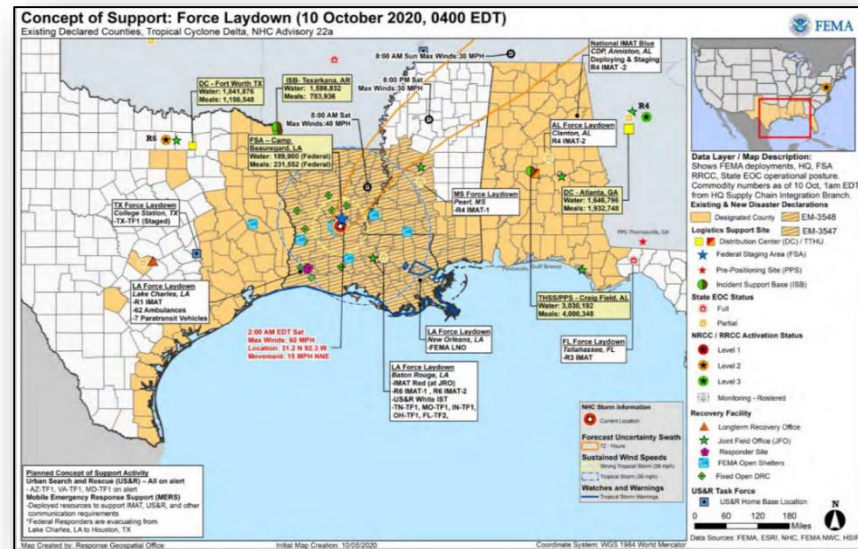 Concept of Support: Force Laydown (10 October 2020, 0400 EDT)
Existing Declared Counties, Tropical Cyclone Delta, NHC Advisory 22a
FEMA
DC - Fort Worth TX
Water: 1,041,876
Meals: 1,156,548
ISB- Texarkana, AR
Water: 1,586,832
Meals: 783,936
8:00 AM Sun Max Winds:30 MPH
8:00 PM Sat
Max Winds:30 MPH
8:00 AM Sat
Max Winds:40 MPH
National IMAT Blue
CDP, Anniston, AL
Deploying & Staging
R4 IMAT-2
R6
R4
FSA – Camp
Beauregard, LA
Water: 189,900 (Federal)
Meals: 231,552 (Federal)
AL Force Laydown
Clanton, AL
R4 IMAT-2
MS Force Laydown
Pearl, MS
-R4 IMAT-1
DC - Atlanta, GA
Water: 1,646,796
Meals: 1,932,748
TX Force Laydown
College Station, TX
-TX-TF1 (Staged)
LA Force Laydown
Lake Charles, LA
-R1 IMAT
-62 Ambulances
-7 Paratransit Vehicles
PPS-Thomasville, GA
THSS/PPS - Craig Field, AL
Water: 3,030,192
Meals: 4,000,348
2:00 AM EDT Sat
Max Winds: 60 MPH
Location: 31.2 N 92.3 W
Movement: 15 MPH NNE
LA Force Laydown
New Orleans, LA
-FEMA LNO
FL Force Laydown
Tallahassee, FL
-R3 IMAT
LA Force Laydown
Baton Rouge, LA
-IMAT Red (at JRO)
-R6 IMAT-1 , R6 IMAT-2
-US&R White IST
-TN-TF1, MO-TF1, IN-TF1,
OH-TF1, FL-TF2,
Planned Concept of Support Activity
Urban Search and Rescue (US&R) – All on alert
- AZ-TF1, VA-TF1, MD-TF1 on alert
Mobile Emergency Response Support (MERS)
-Deployed resources to support IMAT, US&R, and other
communication requirements
*Federal Responders are evacuating from
Lake Charles, LA to Houston, TX
NHC Storm Information
Current Location
Forecast Uncertainty Swath
72 - Hours
Sustained Wind Speeds
Strong Tropical Storm (58 mph)
Tropical Storm (39 mph)
Watches and Warnings
Tropical Storm Warnings
Data Layer / Map Description:
Shows FEMA deployments, HQ, FSA
RRCC, State EOC operational posture.
Commodity numbers as of 10 Oct, 1am EDT
from HQ Supply Chain Integration Branch.
Existing & New Disaster Declarations
Designated County
EM-3548
EM-3547
Logistics Support Site
Distribution Center (DC) / TTHU
Federal Staging Area (FSA)
Pre-Positioning Site (PPS)
Incident Support Base (ISB)
State EOC Status
Full
Partial
NRCC / RRCC Activation Status
Level 1
Level 2
Level 3
Monitoring - Rostered
Recovery Facility
Longterm Recovery Office
Joint Field Office (JFO)
Responder Site
FEMA Open Shelters
Fixed Open DRC
US&R Task Force
US&R Home Base Location
N
0 60 120 180
Miles
Data Sources: FEMA, ESRI, NHC, FEMA NWC, HSIP
Map Created by: Response Geospatial Office
Initial Map Creation: 10/05/2020
Coordinate System: WGS 1984 World Mercator